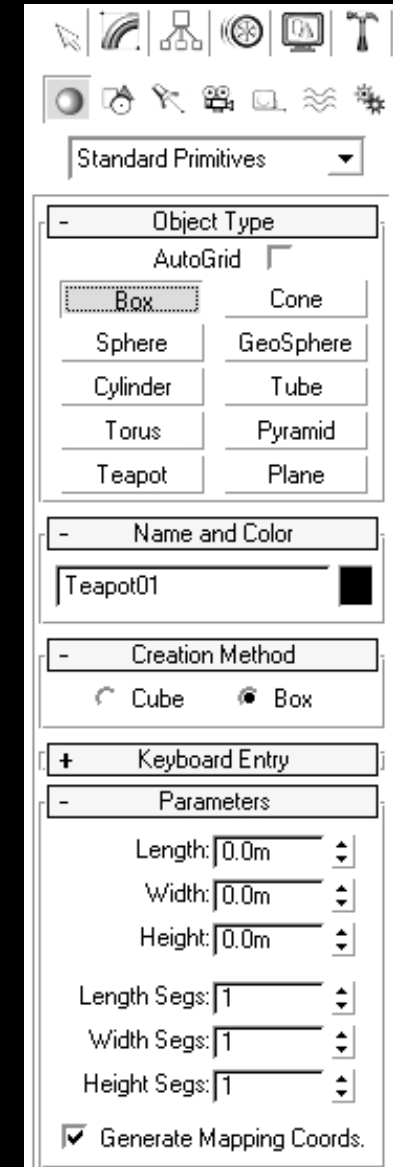 Standard Primitives
- Object Type
AutoGrid
Box Cone
Sphere GeoSphere
Cylinder Tube
Torus Pyramid
Teapot Plane
- Name and Color
Teapot01
- Creation Method
Cube Box
+ Keyboard Entry
- Parameters
Length: 0.0m
Width: 0.0m
Height: 0.0m
Length Segs: 1
Width Segs: 1
Height Segs: 1
Generate Mapping Coords.